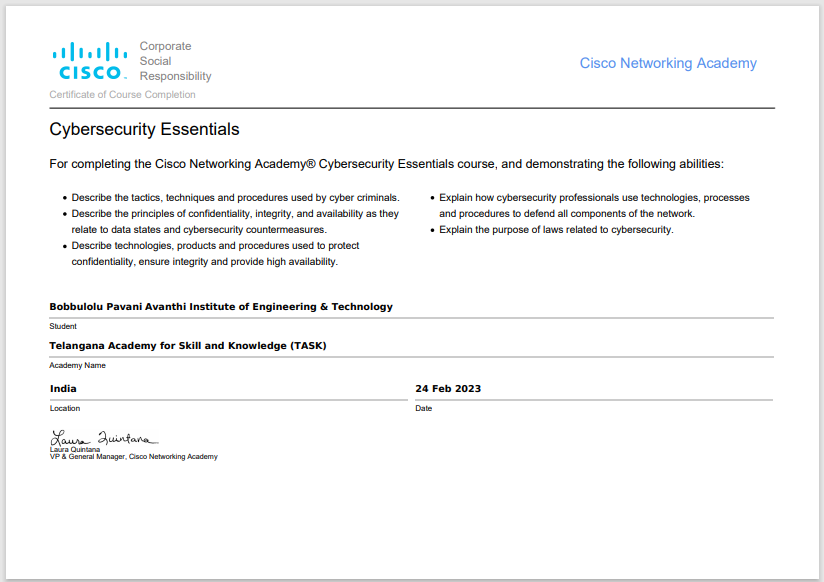 CISCO
Corporate
Social
Responsibility
Cisco Networking Academy
Certificate of Course Completion
Cybersecurity Essentials
For completing the Cisco Networking Academy® Cybersecurity Essentials course, and demonstrating the following abilities:
• Describe the tactics, techniques and procedures used by cyber criminals.
• Describe the principles of confidentiality, integrity, and availability as they
relate to data states and cybersecurity countermeasures.
• Describe technologies, products and procedures used to protect
confidentiality, ensure integrity and provide high availability.
• Explain how cybersecurity professionals use technologies, processes
and procedures to defend all components of the network.
• Explain the purpose of laws related to cybersecurity.
Bobbulolu Pavani Avanthi Institute of Engineering & Technology
Student
Telangana Academy for Skill and Knowledge (TASK)
Academy Name
India
Location
24 Feb 2023
Date
Laura Quintana
Laura Quintana
VP & General Manager, Cisco Networking Academy